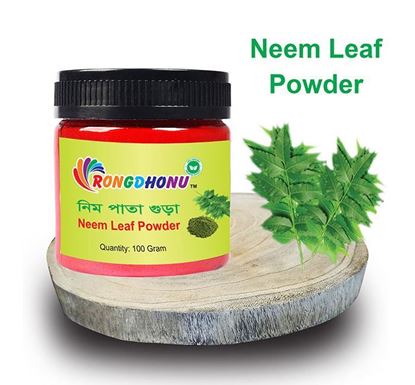 Neem Leaf
Powder
RONGDHONU™
নিম পাতা গুড়া
Neem Leaf Powder
Quantity: 100 Gram